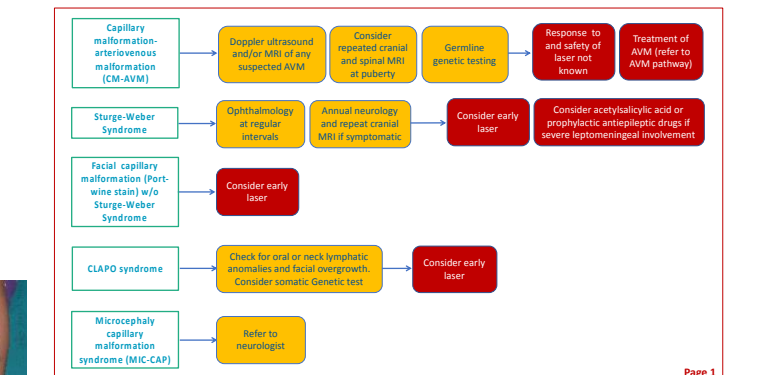 Capillary
malformation-
arteriovenous
malformation
(CM-AVM)
Doppler ultrasound
and/or MRI of any
suspected AVM
Consider
repeated cranial
and spinal MRI
at puberty
Germline
genetic testing
Response to
and safety of
laser not
known
Treatment of
AVM (refer to
AVM pathway)
Sturge-Weber
Syndrome
Ophthalmology
at regular
intervals
Annual neurology
and repeat cranial
MRI if symptomatic
Consider early
laser
Consider acetylsalicylic acid or
prophylactic antiepileptic drugs if
severe leptomeningeal involvement
Facial capillary
malformation (Port-
wine stain) w/o
Sturge-Weber
Syndrome
Consider early
laser
CLAPO syndrome
Check for oral or neck lymphatic
anomalies and facial overgrowth.
Consider somatic Genetic test
Consider early
laser
Microcephaly
capillary
malformation
syndrome (MIC-CAP)
Refer to
neurologist
Page 1